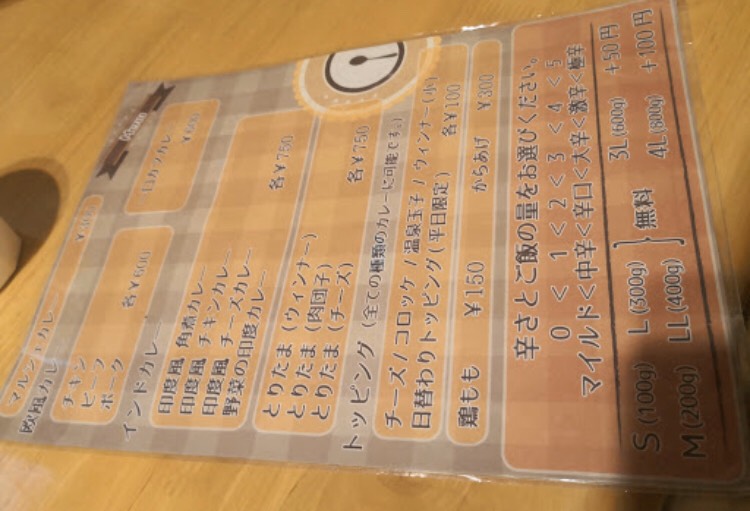 マルシェカレー
欧風カレー
チキン
ビーフ
ポーク 各¥600
カツカレー ¥600
インドカレー
印度風 角煮カレー
印度風 チキンカレー
印度風 チーズカレー
野菜の印度カレー 各¥750
とりたま (ウィンナー)
とりたま (肉団子)
とりたま (チーズ) 各¥750
トッピング (全ての種類のカレーに可能です。)
チーズ/コロッケ/温泉玉子/ウィンナー(小)
日替わりトッピング(平日限定) 各¥100
鶏もも ¥150 からあげ ¥300
辛さとご飯の量をお選びください。
0 < 1 < 2 < 3 < 4 < 5
マイルド<中辛<辛口<大辛<激辛<極辛
S(100g) L(300g) 無料 3L(600g) +50円
M(200g) LL(400g) 4L(800g) +100円